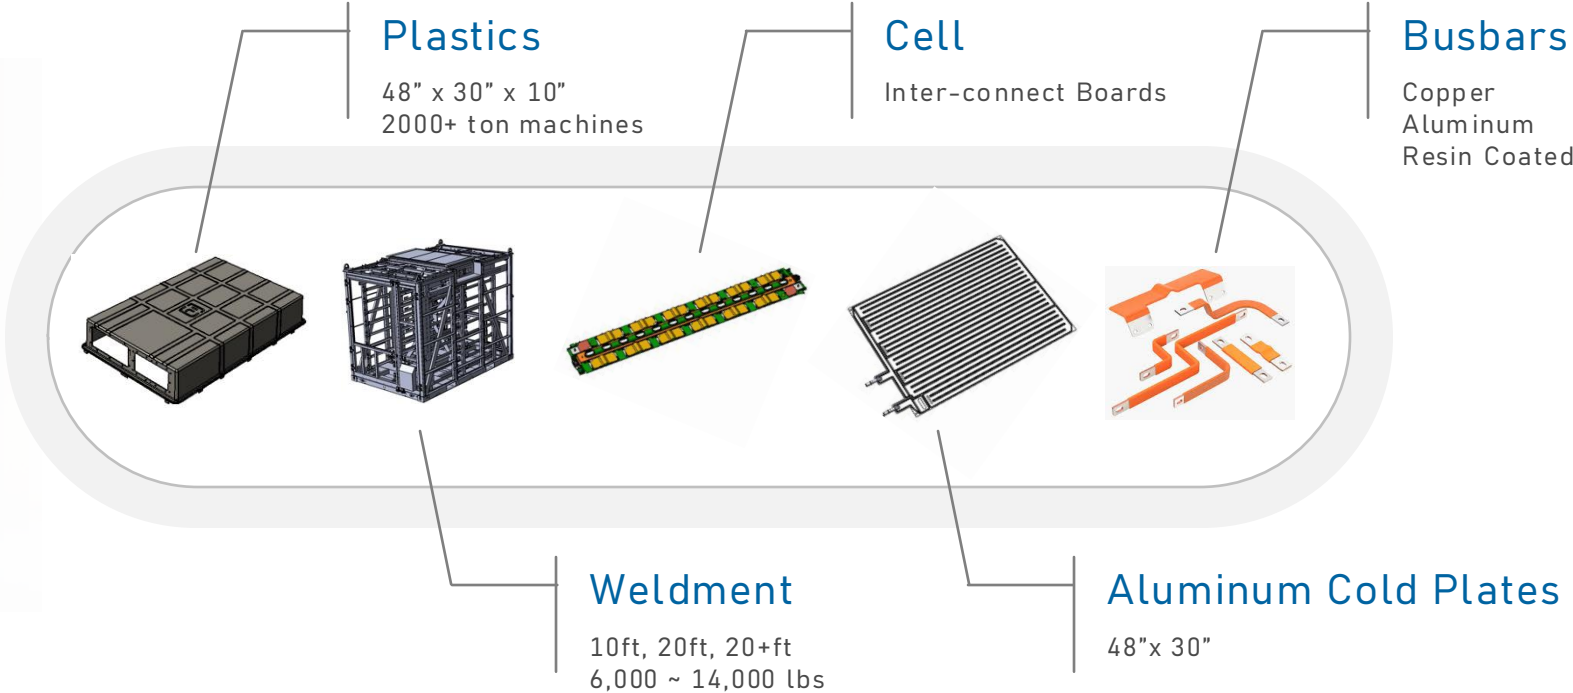 Plastics
48” x 30” x 10”
2000+ ton machines
Cell
Inter-connect Boards
Busbars
Copper
Aluminum
Resin Coated
Weldment
10ft, 20ft, 20+ft
6,000 ~ 14,000 lbs
Aluminum Cold Plates
48”x 30”